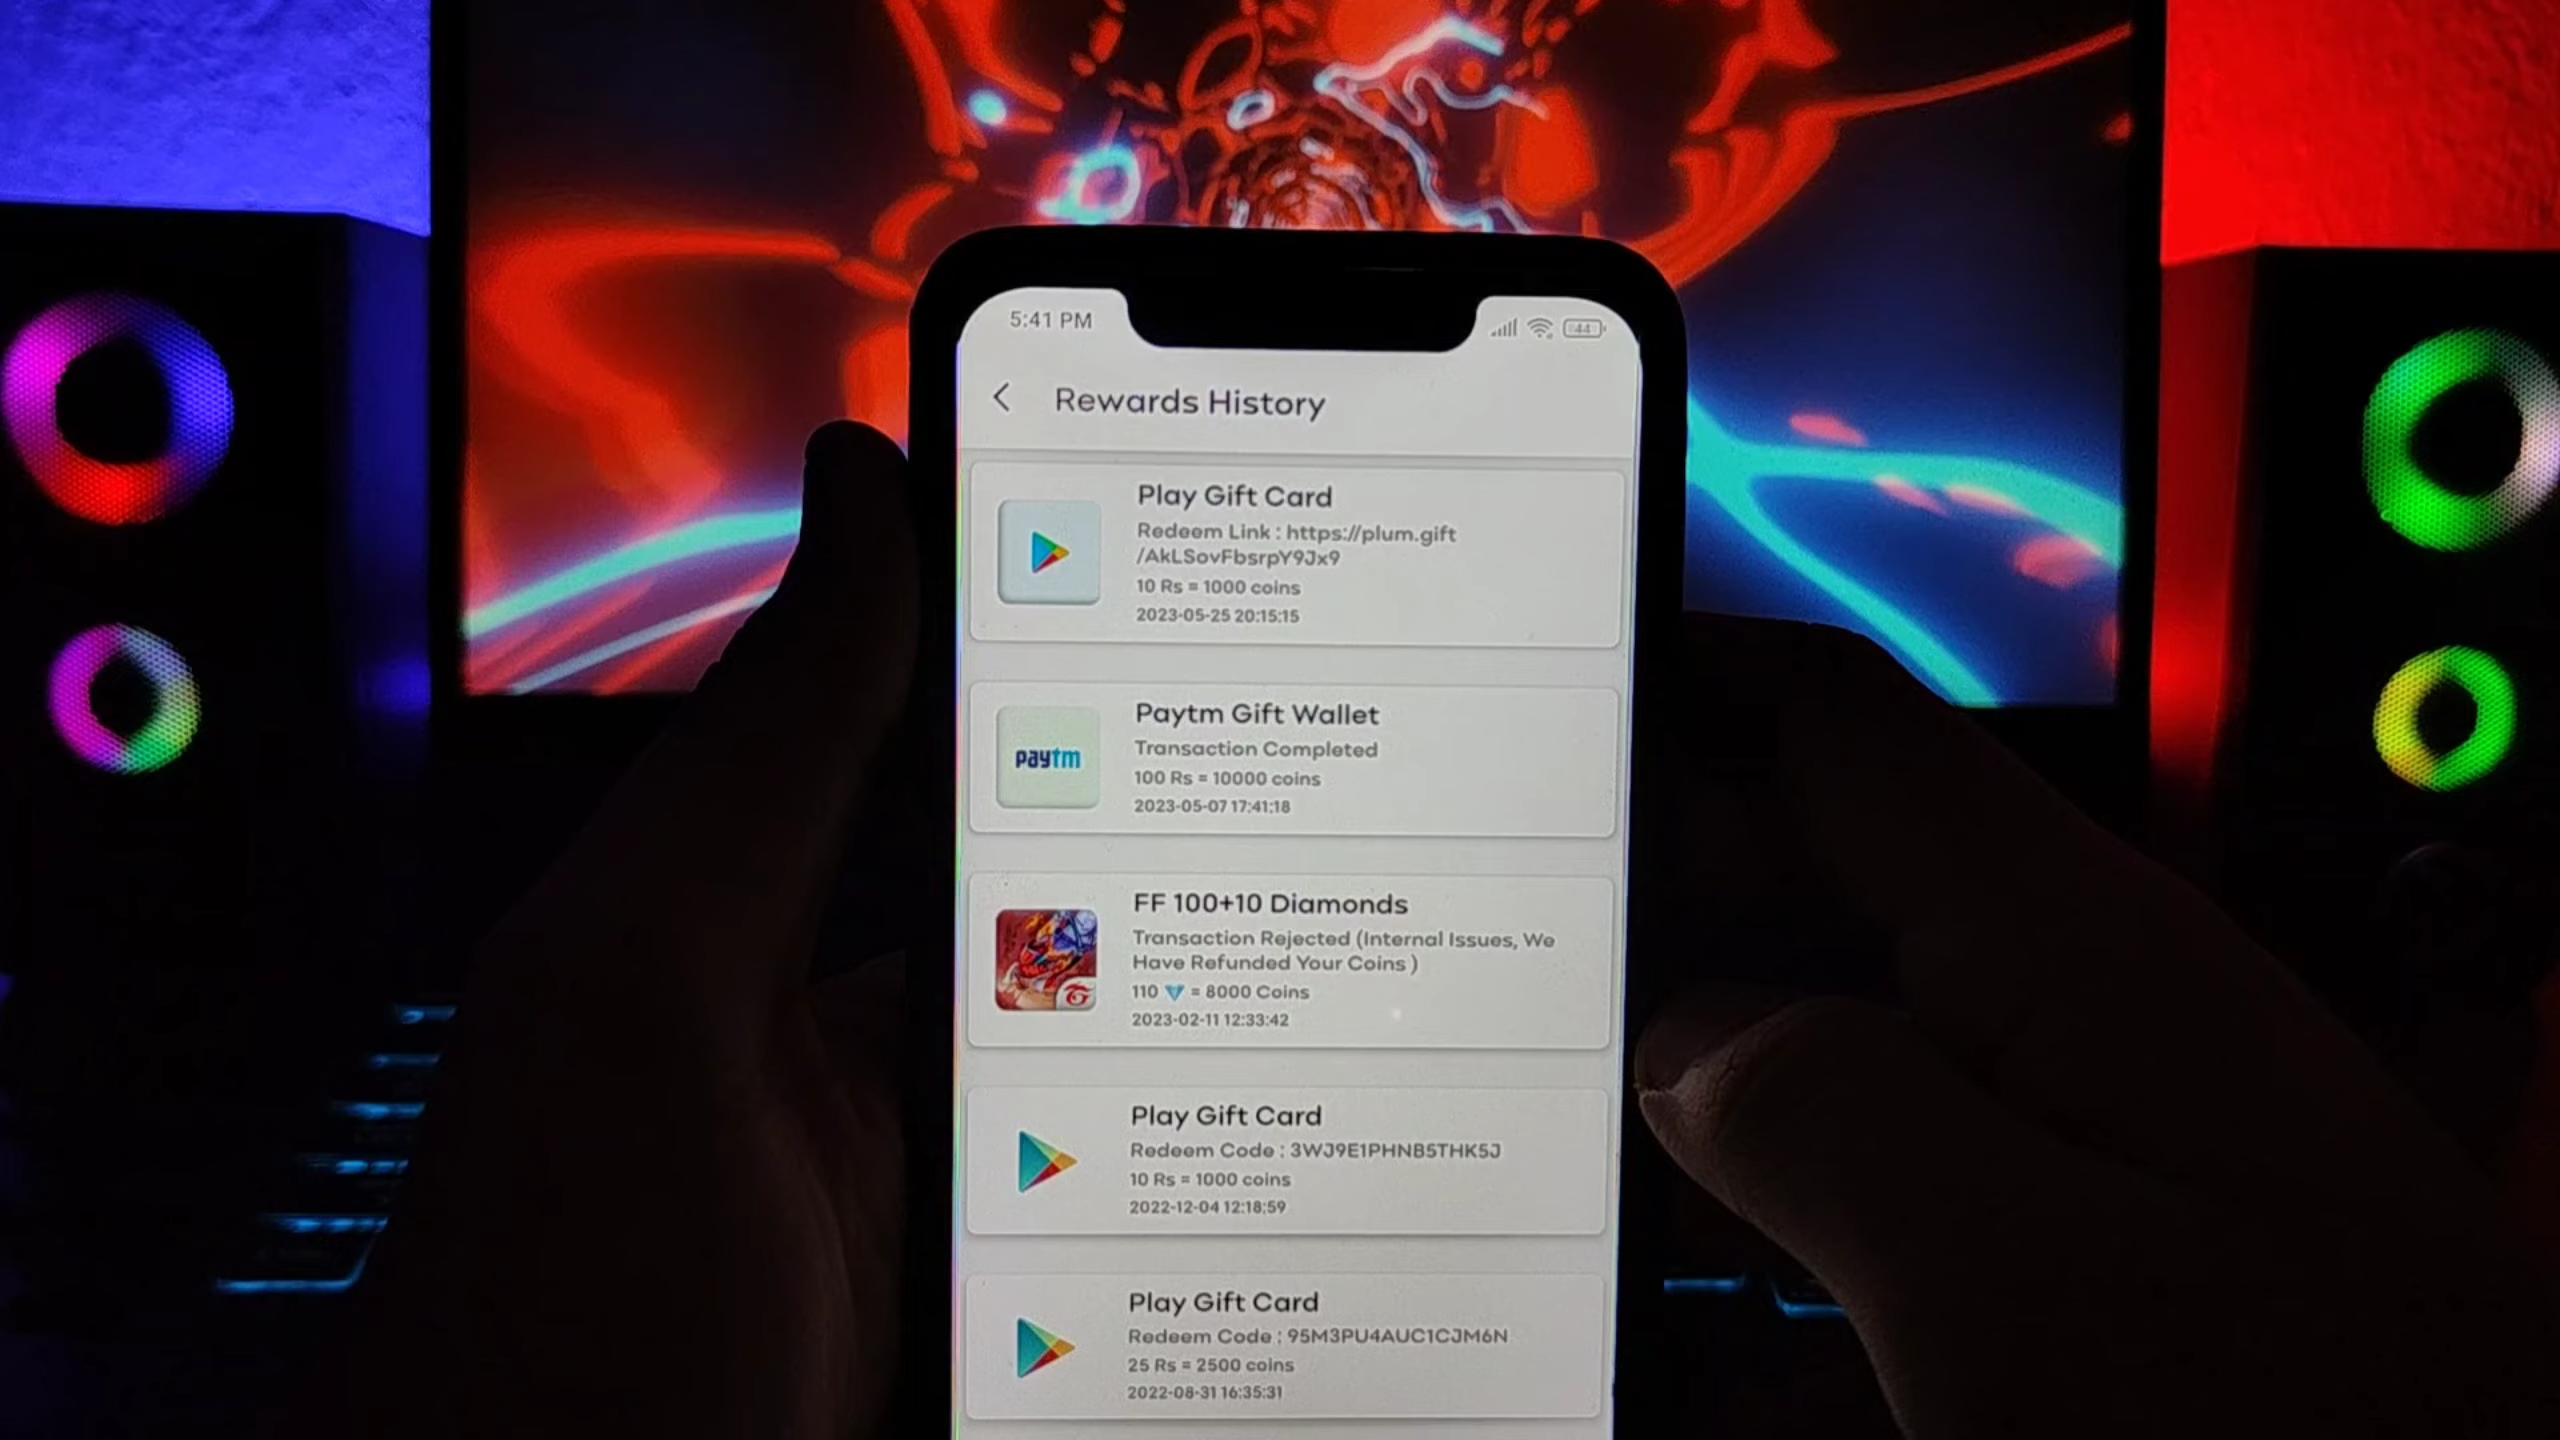 5:41 PM
44
Rewards History
Play Gift Card
Redeem Link : https://plum.gift
/AkLSovFbsrpY9Jx9
10 Rs = 1000 coins
2023-05-25 20:15:15
paytm
Paytm Gift Wallet
Transaction Completed
100 Rs = 10000 coins
2023-05-07 17:41:18
FF 100+10 Diamonds
Transaction Rejected (Internal Issues, We
Have Refunded Your Coins )
110 = 8000 Coins
2023-02-11 12:33:42
Play Gift Card
Redeem Code : 3WJ9E1PHNB5THK5J
10 Rs = 1000 coins
2022-12-04 12:18:59
Play Gift Card
Redeem Code : 95M3PU4AUC1CJM6N
25 Rs = 2500 coins
2022-08-31 16:35:31